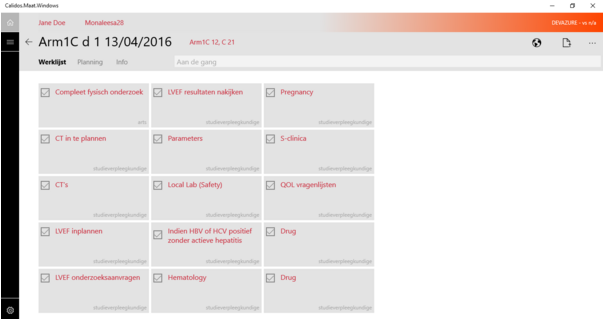 Calidos.Maat.Windows
Jane Doe Monaleesa28 DEVAZURE - vs n/a
Arm1C d 1 13/04/2016 Arm1C 12, C 21
Werklijst Planning Info Aan de gang
Compleet fysisch onderzoek LVEF resultaten nakijken Pregnancy
arts studieverpleegkundige studieverpleegkundige
CT in te plannen Parameters S-clinica
studieverpleegkundige studieverpleegkundige studieverpleegkundige
CT's Local Lab (Safety) QOL vragenlijsten
studieverpleegkundige studieverpleegkundige studieverpleegkundige
LVEF inplannen Indien HBV of HCV positief Drug
zonder actieve hepatitis
studieverpleegkundige studieverpleegkundige studieverpleegkundige
LVEF onderzoeksaanvragen Hematology Drug
studieverpleegkundige studieverpleegkundige studieverpleegkundige